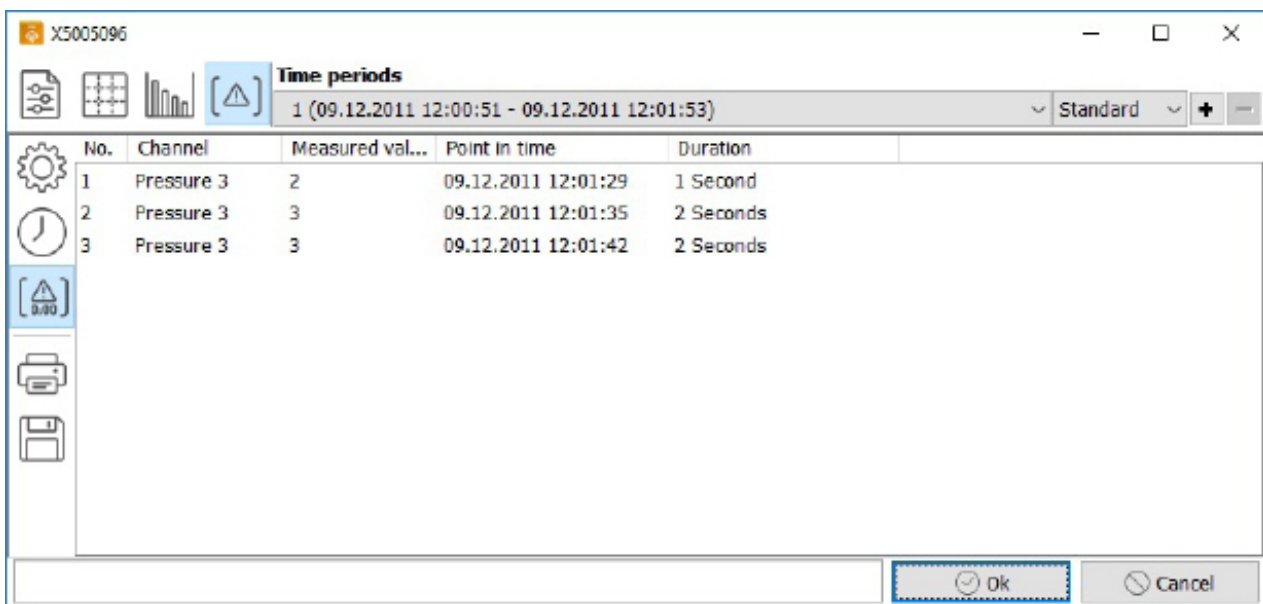 X5005096
Time periods
1 (09.12.2011 12:00:51 - 09.12.2011 12:01:53) Standard
No. Channel Measured val... Point in time Duration
1 Pressure 3 2 09.12.2011 12:01:29 1 Second
2 Pressure 3 3 09.12.2011 12:01:35 2 Seconds
3 Pressure 3 3 09.12.2011 12:01:42 2 Seconds
0.00
Ok Cancel